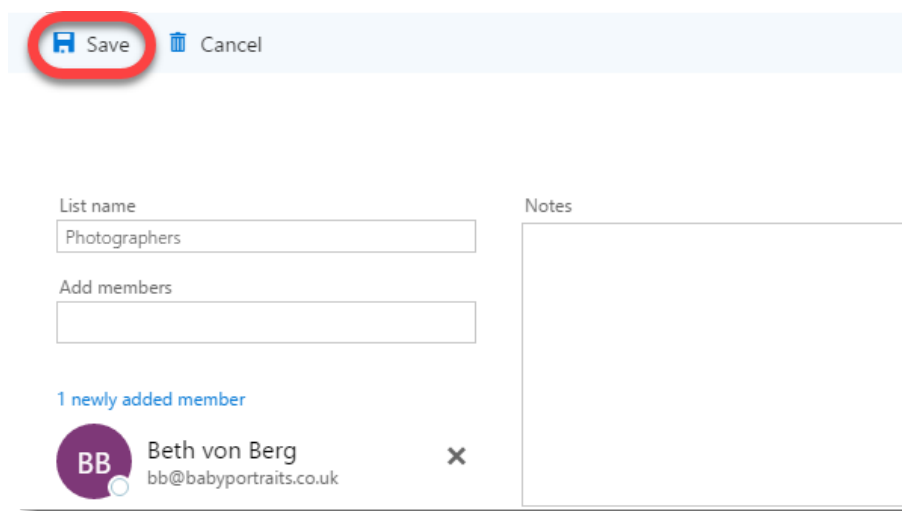 Save Cancel
List name
Photographers
Add members
1 newly added member
BB
Beth von Berg
bb@babyportraits.co.uk
Notes